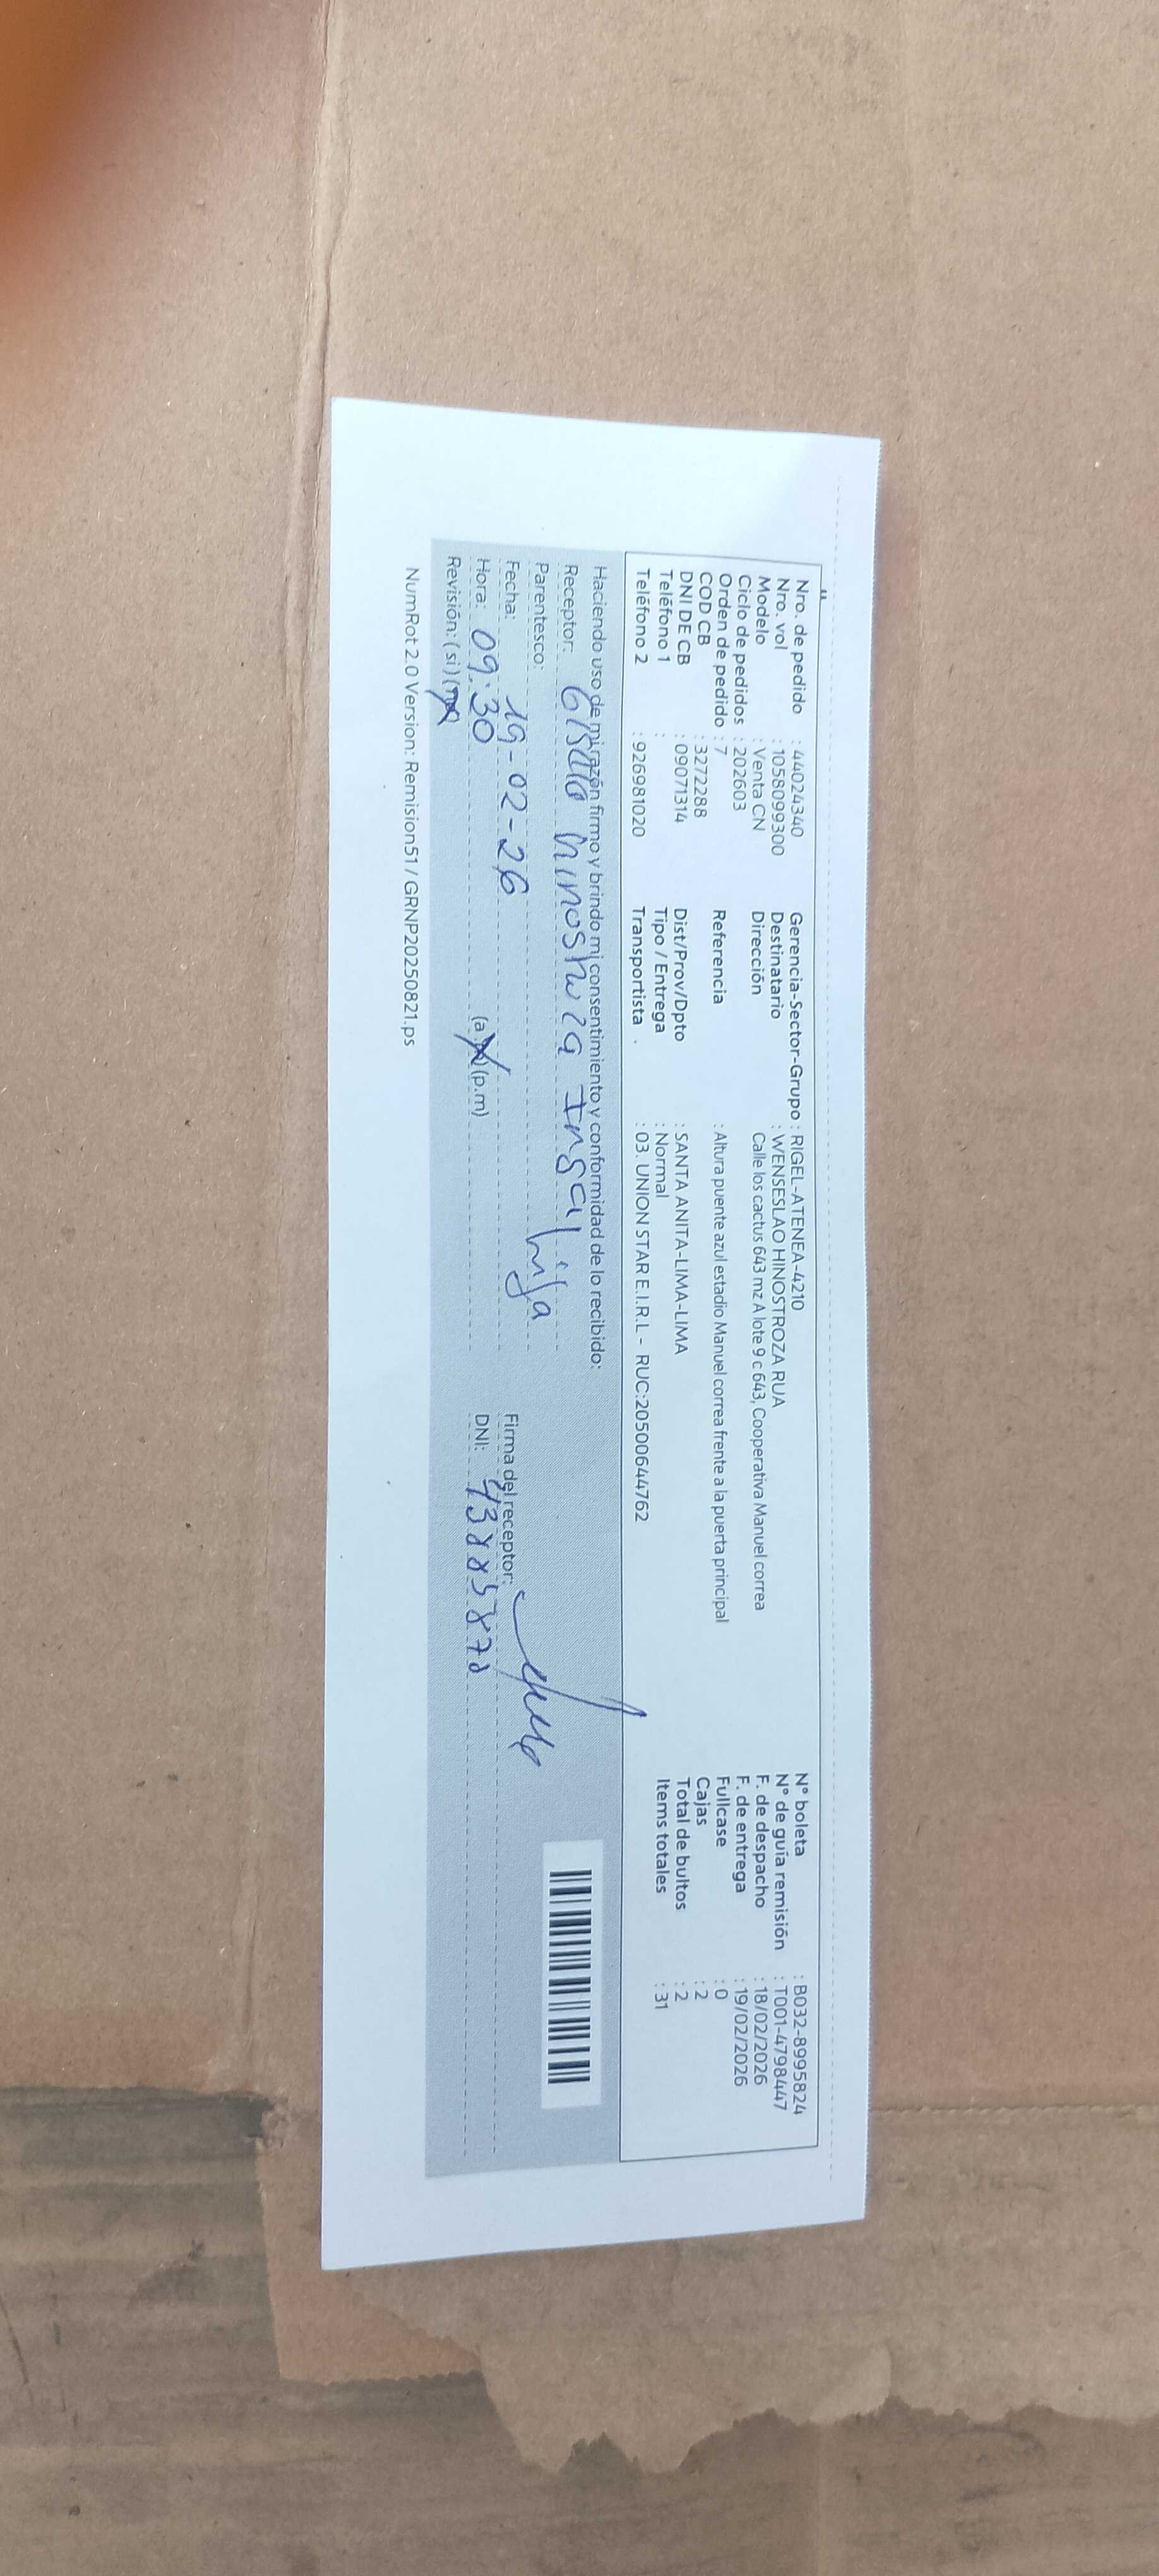 Nro. de pedido : 44024340
Nro. vol : 1058099300
Modelo : Venta CN
Ciclo de pedidos : 202603
Orden de pedido : 7
COD CB : 3272288
DNI DE CB : 09071314
Teléfono 1 :
Teléfono 2 : 926981020
Gerencia-Sector-Grupo : RIGEL-ATENEA-4210
Destinatario : WENSESLAO HINOSTROZA RUA
Dirección Calle los cactus 643 mz A lote 9 c 643, Cooperativa Manuel correa
Referencia : Altura puente azul estadio Manuel correa frente a la puerta principal
Dist/Prov/Dpto : SANTA ANITA-LIMA-LIMA
Tipo / Entrega : Normal
Transportista : 03. UNION STAR E.I.R.L - RUC:20500644762
N° boleta : B032-8995824
N° de guía remisión : T001-4798447
F. de despacho : 18/02/2026
F. de entrega : 19/02/2026
Fullcase : 0
Cajas : 2
Total de bultos : 2
Items totales : 31
Haciendo uso de mi razón firmo y brindo mi consentimiento y conformidad de lo recibido:
Receptor:
Parentesco: hija
Fecha: 19-02-26
Hora: 09:30 (a.m) (p.m)
Revisión: (si) (no)
Firma del receptor:
DNI:
NumRot 2.0 Version: Remision51 / GRNP20250821.ps